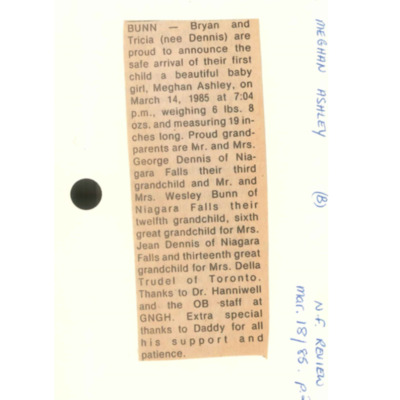 BUNN — Bryan and
Tricia (nee Dennis) are
proud to announce the
safe arrival of their first
child a beautiful baby
girl, Meghan Ashley, on
March 14, 1985 at 7:04
p.m., weighing 6 lbs. 8
ozs. and measuring 19 in-
ches long. Proud grand-
parents are Mr. and Mrs.
George Dennis of Nia-
gara Falls their third
grandchild and Mr. and
Mrs. Wesley Bunn of
Niagara Falls their
twelfth grandchild, sixth
great grandchild for Mrs.
Jean Dennis of Niagara
Falls and thirteenth great
grandchild for Mrs. Della
Trudel of Toronto.
Thanks to Dr. Hanniwell
and the OB staff at
GNGH. Extra special
thanks to Daddy for all
his support and
patience.
MEGHAN ASHLEY (B)
N.F. REVIEW
Mar. 18/85. p.2